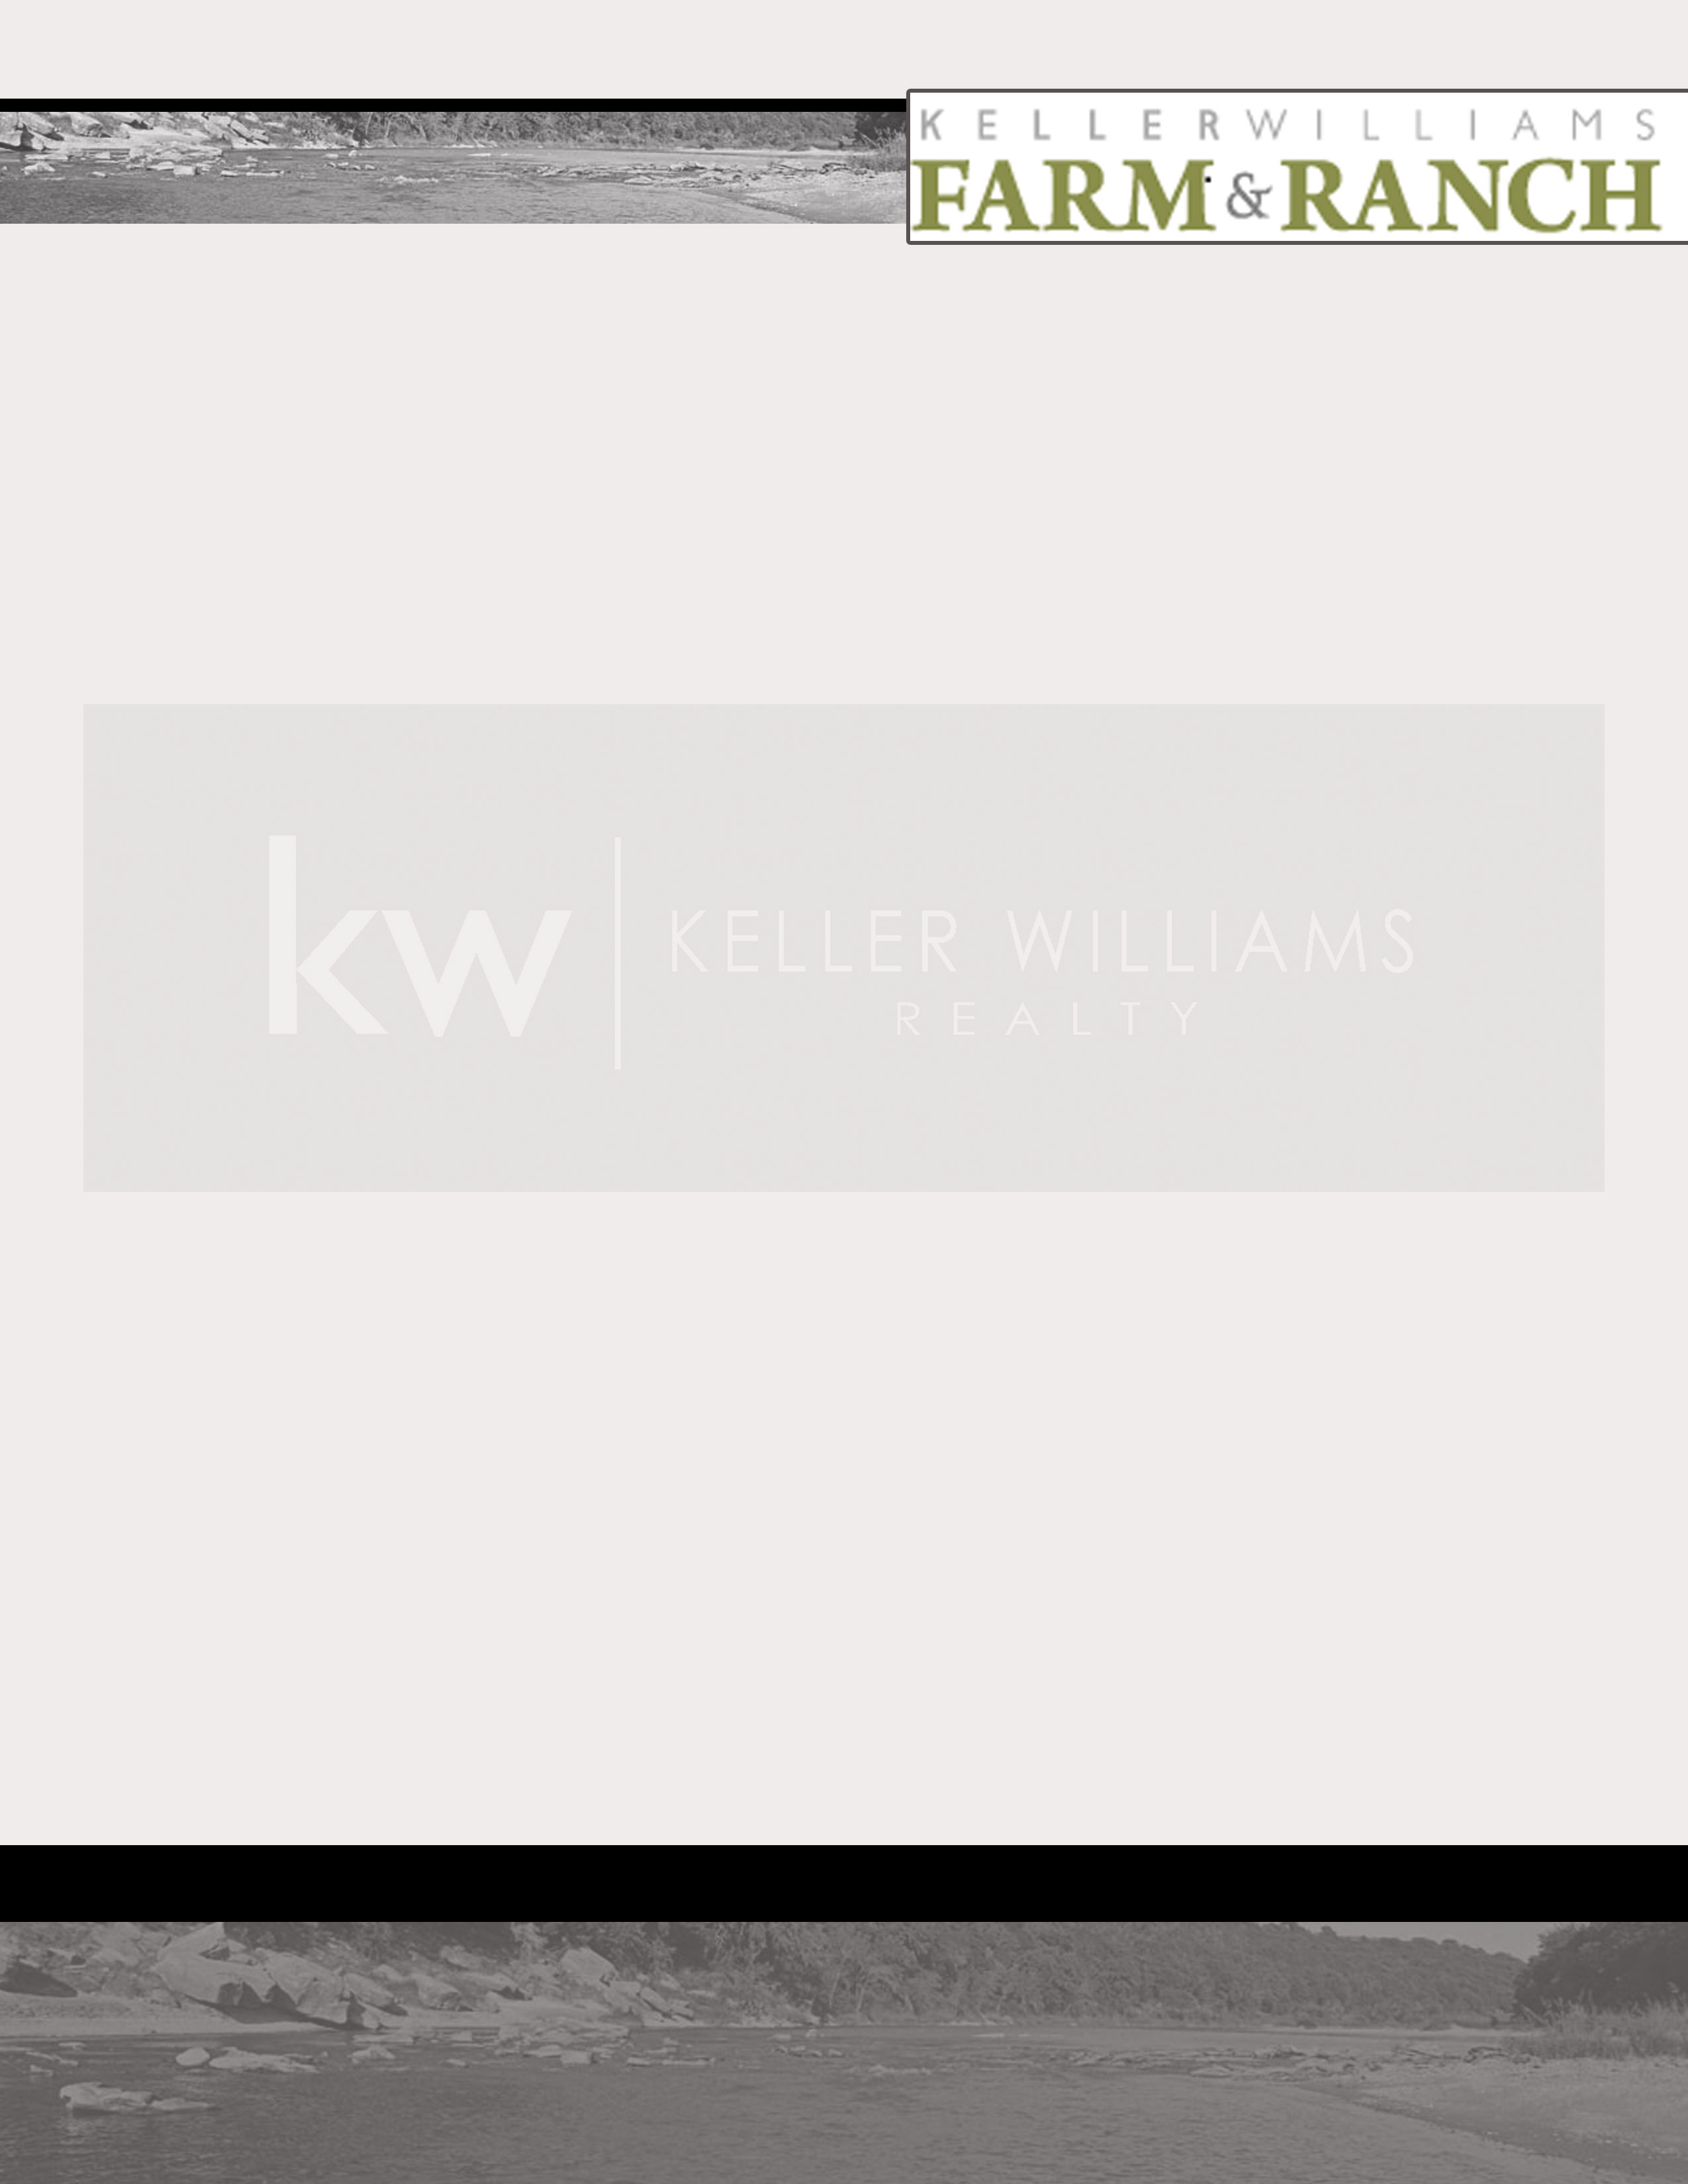 KELLERWILLIAMS
FARM & RANCH
kw
KELLER WILLIAMS
REALTY